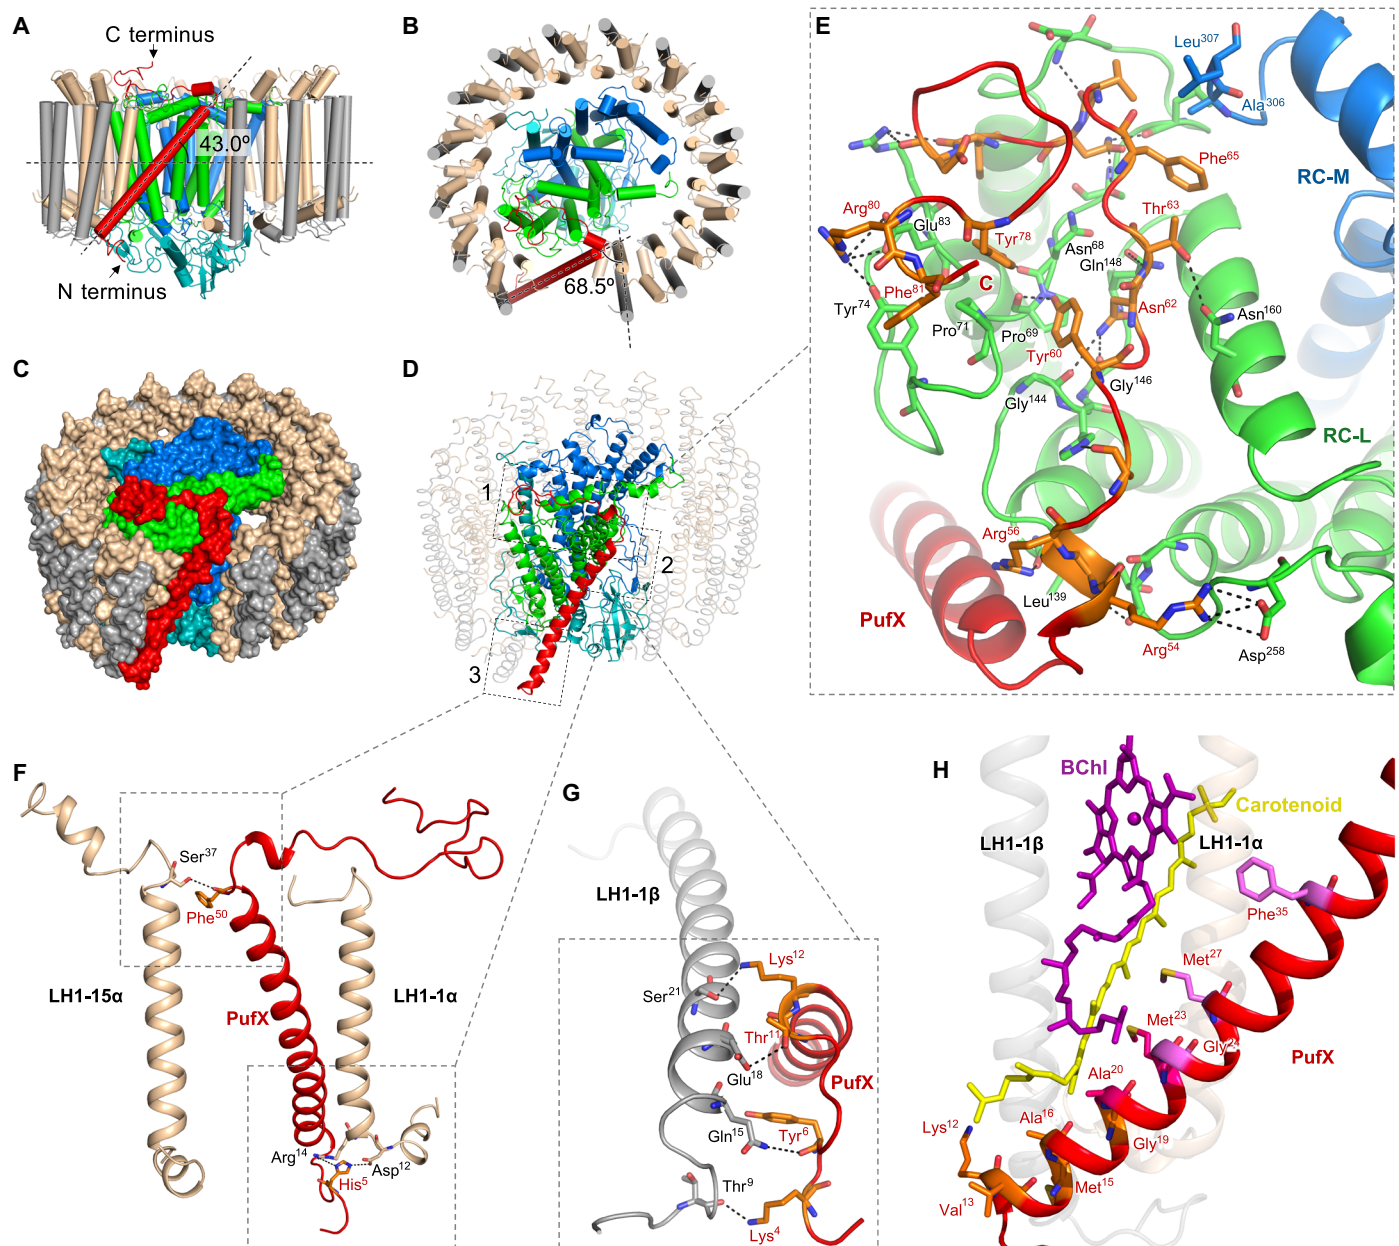 A
C terminus
43.0º
N terminus
B
68.5º
C
D
1
2
3
E
Leu307
Ala306
Phe65
RC-M
Arg80
Glu83
Tyr78
Thr63
Asn68
Gln148
C
Phe81
Tyr74
Pro71
Pro69
Asn62
Asn160
Tyr60
Gly146
Gly144
RC-L
Arg56
Leu139
PufX
Arg54
Asp258
F
Ser37
Phe50
LH1-15α
LH1-1α
PufX
Arg14
Asp12
His5
G
LH1-1β
Lys12
Ser21
Thr11
Glu18
PufX
Gln15
Tyr6
Thr9
Lys4
H
BChl
Carotenoid
LH1-1β
LH1-1α
Phe35
Met27
Met23
PufX
Ala20
Ala16
Lys12
Gly19
Met15
Val13